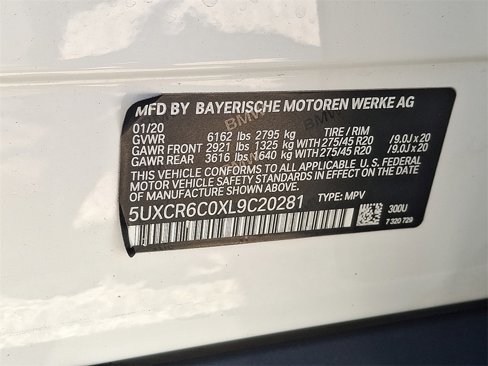 MFD BY BAYERISCHE MOTOREN WERKE AG
01/20
GVWR 6162 lbs 2795 kg TIRE / RIM
GAWR FRONT 2921 lbs 1325 kg WITH 275/45 R20 /9.0J x 20
GAWR REAR 3616 lbs 1640 kg WITH 275/45 R20 /9.0J x 20
THIS VEHICLE CONFORMS TO ALL APPLICABLE U. S. FEDERAL
MOTOR VEHICLE SAFETY STANDARDS IN EFFECT ON THE DATE
OF MANUFACTURE SHOWN ABOVE.
5UXCR6C0XL9C20281 TYPE: MPV
300U
7 320 729